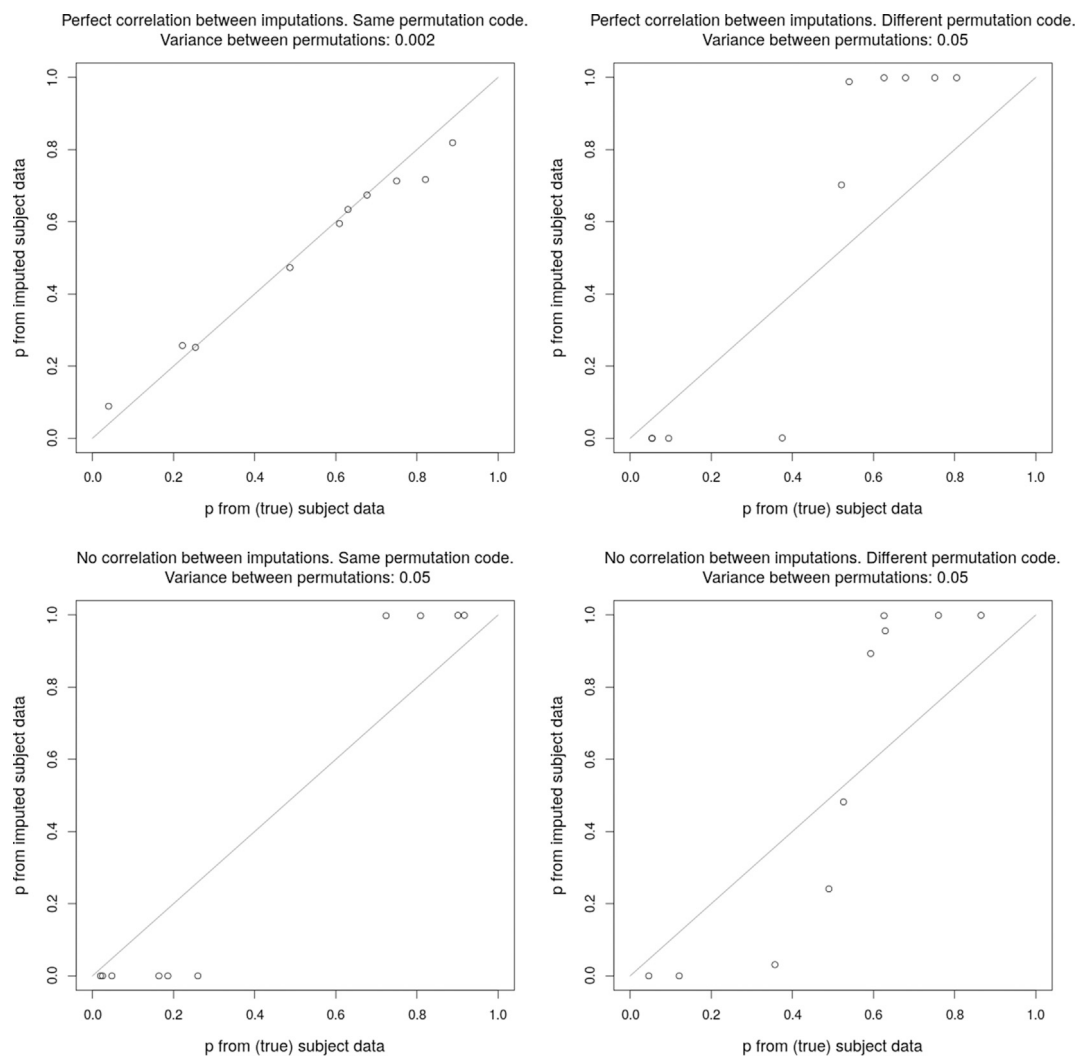 Perfect correlation between imputations. Same permutation code.
Variance between permutations: 0.002
1.0
0.8
0.6
0.4
0.2
0.0
p from imputed subject data
0.0 0.2 0.4 0.6 0.8 1.0
p from (true) subject data
Perfect correlation between imputations. Different permutation code.
Variance between permutations: 0.05
1.0
0.8
0.6
0.4
0.2
0.0
p from imputed subject data
0.0 0.2 0.4 0.6 0.8 1.0
p from (true) subject data
No correlation between imputations. Same permutation code.
Variance between permutations: 0.05
1.0
0.8
0.6
0.4
0.2
0.0
p from imputed subject data
0.0 0.2 0.4 0.6 0.8 1.0
p from (true) subject data
No correlation between imputations. Different permutation code.
Variance between permutations: 0.05
1.0
0.8
0.6
0.4
0.2
0.0
p from imputed subject data
0.0 0.2 0.4 0.6 0.8 1.0
p from (true) subject data